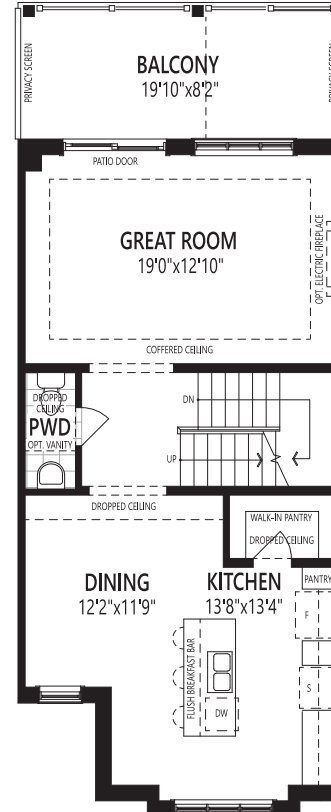 PRIVACY SCREEN
BALCONY
19'10"x8'2"
PRIVACY SCREEN
PATIO DOOR
GREAT ROOM
19'0"x12'10"
OPT. ELECTRIC FIREPLACE
COFFERED CEILING
DROPPED
CEILING
PWD
OPT. VANITY
DN
UP
DROPPED CEILING
WALK-IN PANTRY
DROPPED CEILING
DINING
12'2"x11'9"
KITCHEN
13'8"x13'4"
PANTRY
F
FLUSH BREAKFAST BAR
S
DW